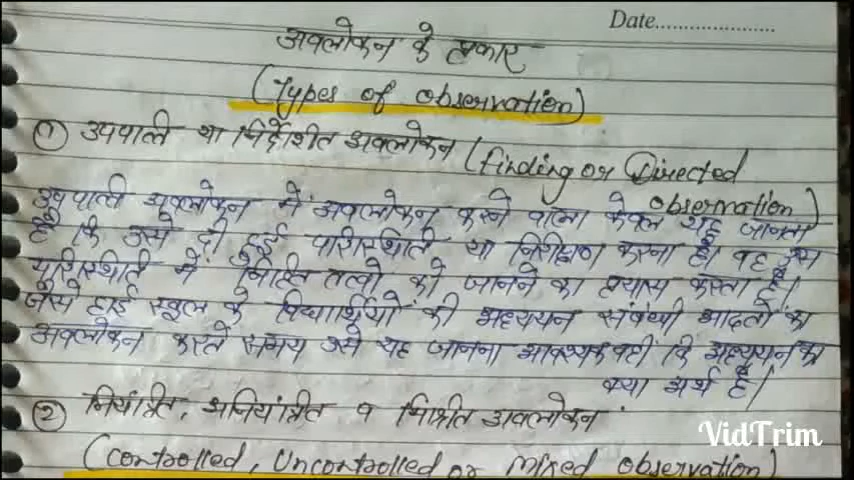 Date....................
अवलोकन के प्रकार
(Types of observation)
① उपपाती या निर्देशीत अवलोकन (finding or Directed observation)
उपपाती अवलोकन में अवलोकन करने वाला केवल यह जानता
है कि उसे दी हुई परिस्थिती या निरीक्षण करना है। वह उस
परिस्थिति में निहित तत्वो को जानने का प्रयास करता है।
जैसे हाई स्कूल के विद्यार्थियों की अध्ययन संबंधी आदतों का
अवलोकन करते समय उसे यह जानना आवश्यक नहीं कि अध्ययन का
क्या अर्थ है।
② नियंत्रित, अनियंत्रित व मिश्रीत अवलोकन
(controlled, Uncontrolled or Mixed observation)
VidTrim